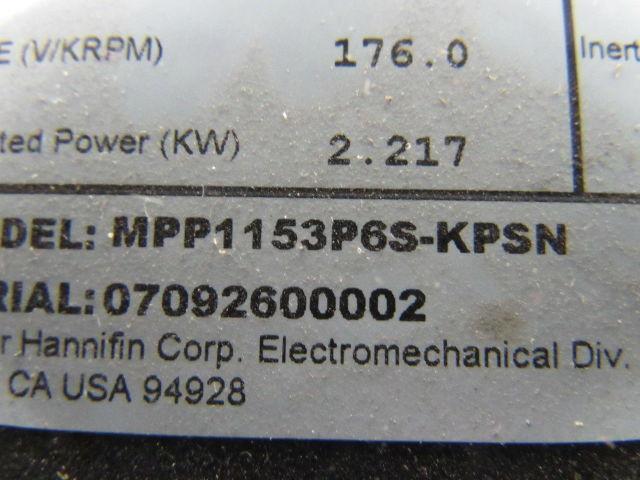 E (V/KRPM) 176.0 Inert
ted Power (KW) 2.217
DEL: MPP1153P6S-KPSN
RIAL: 07092600002
r Hannifin Corp. Electromechanical Div.
CA USA 94928